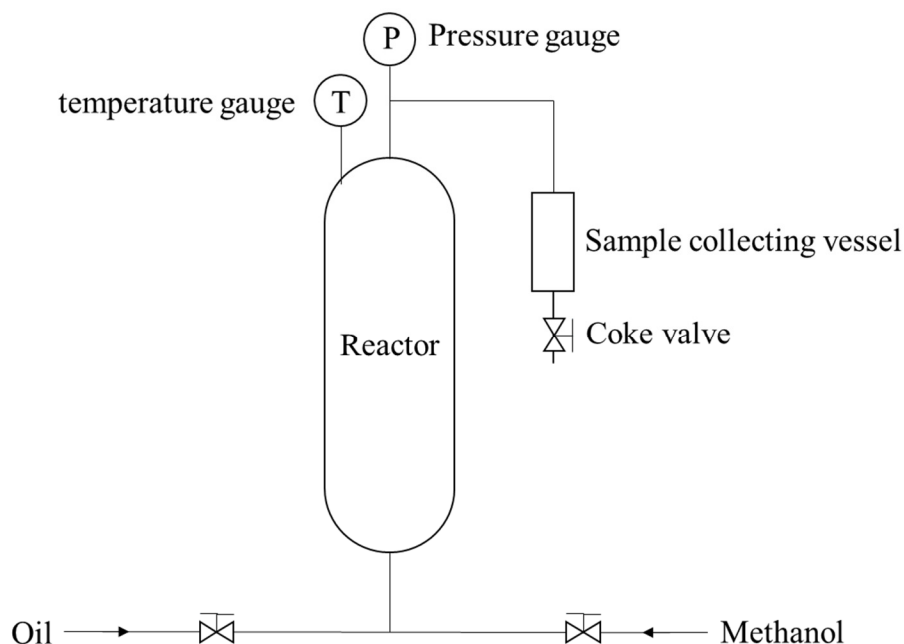 P Pressure gauge
temperature gauge T
Sample collecting vessel
Reactor
Coke valve
Oil
Methanol